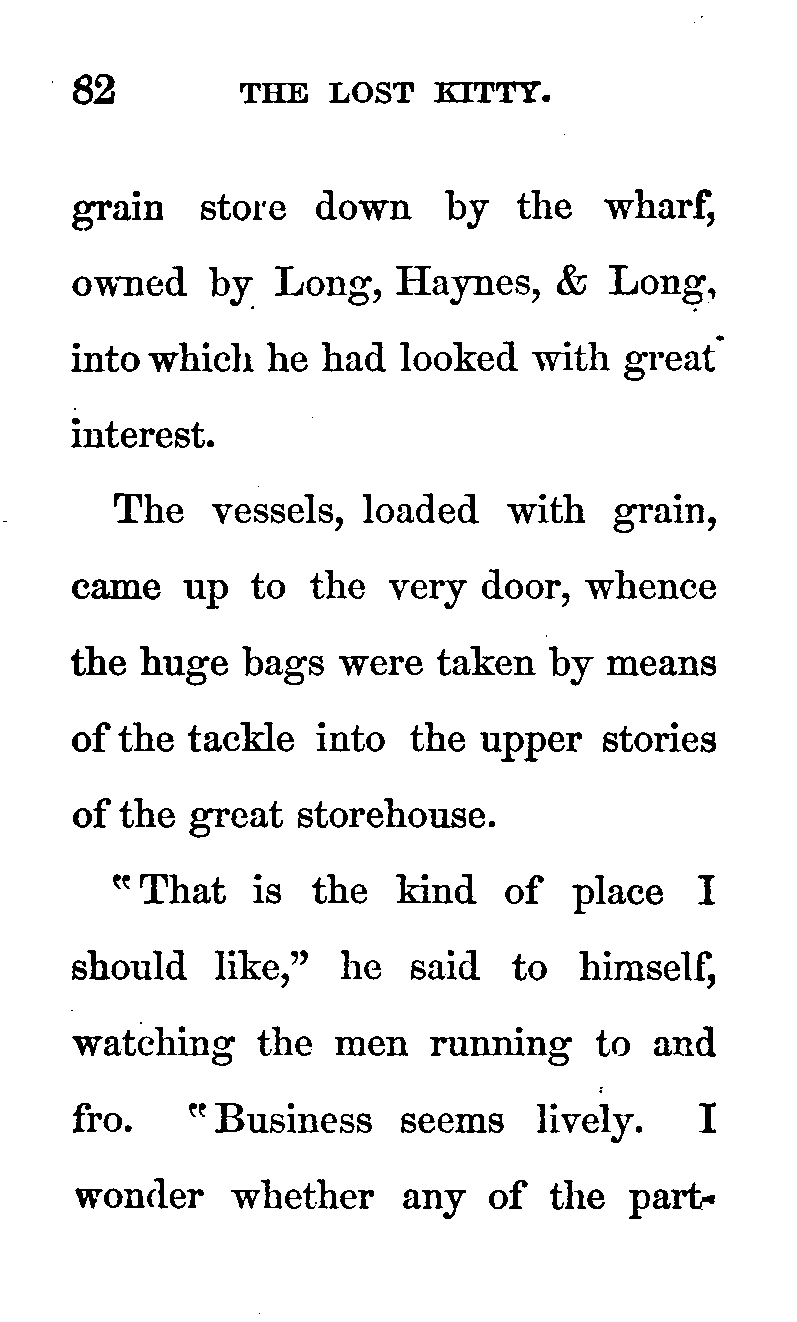 82 THE LOST KITTY.
grain store down by the wharf,
owned by Long, Haynes, & Long,
into which he had looked with great
interest.
The vessels, loaded with grain,
came up to the very door, whence
the huge bags were taken by means
of the tackle into the upper stories
of the great storehouse.
"That is the kind of place I
should like,” he said to himself,
watching the men running to and
fro. "Business seems lively. I
wonder whether any of the part-